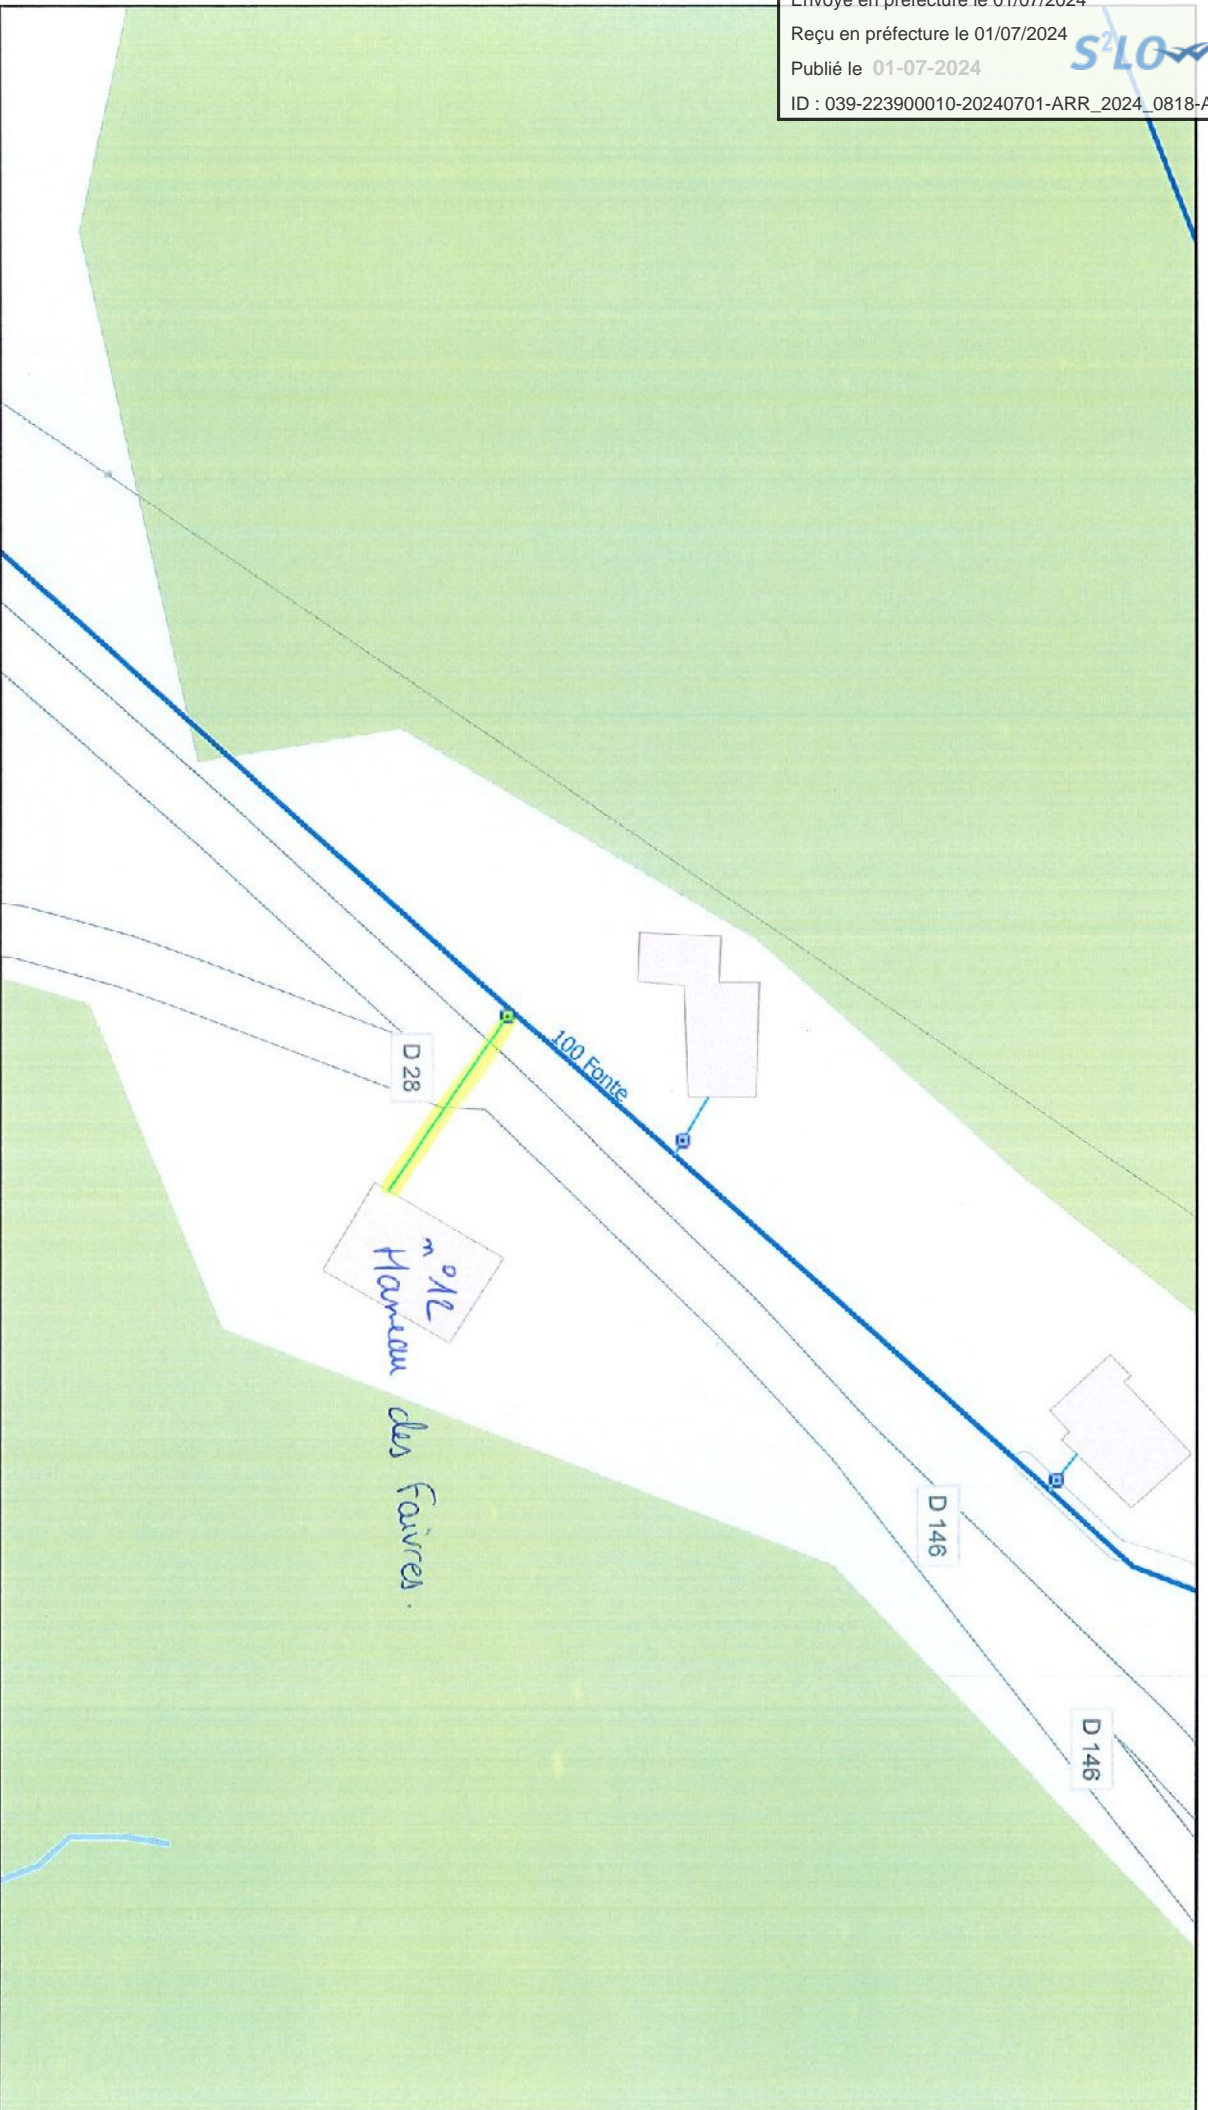 Envoyé en préfecture le 01/07/2024
Reçu en préfecture le 01/07/2024
Publié le 01-07-2024
S²LO
ID : 039-223900010-20240701-ARR_2024_0818-A
100 Fonte
D 28
n°12
Hameau des Faivres.
D 146
D 146